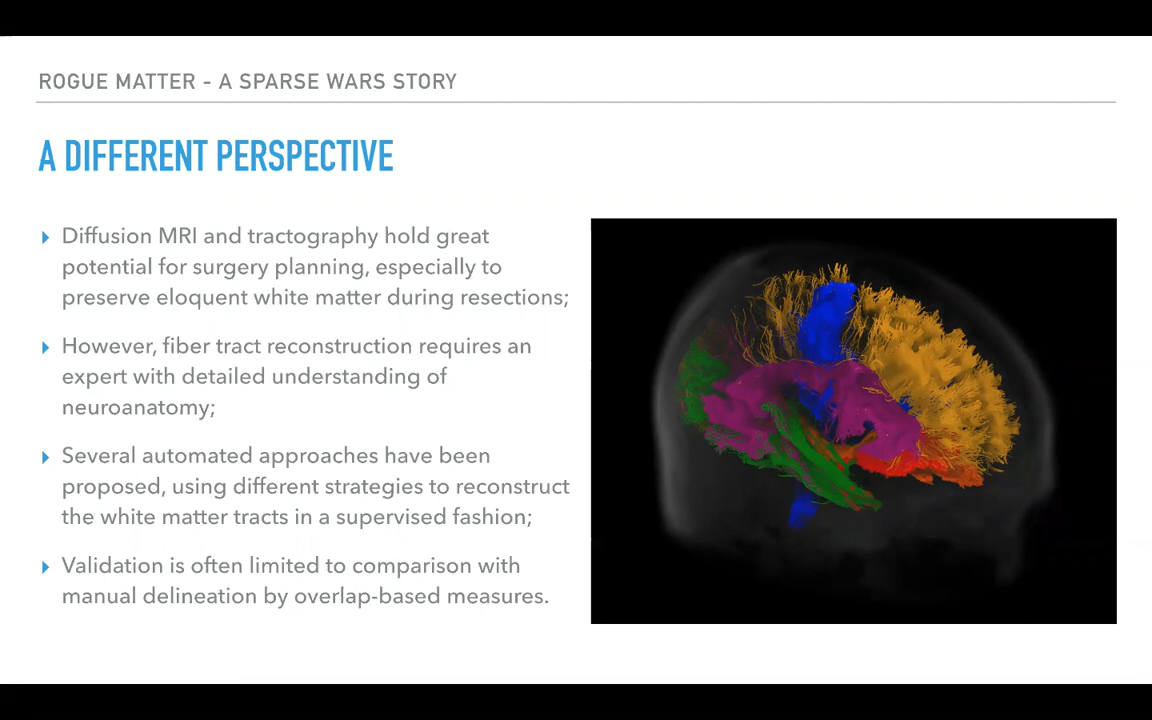 ROGUE MATTER - A SPARSE WARS STORY
A DIFFERENT PERSPECTIVE
Diffusion MRI and tractography hold great
potential for surgery planning, especially to
preserve eloquent white matter during resections;
However, fiber tract reconstruction requires an
expert with detailed understanding of
neuroanatomy;
Several automated approaches have been
proposed, using different strategies to reconstruct
the white matter tracts in a supervised fashion;
Validation is often limited to comparison with
manual delineation by overlap-based measures.